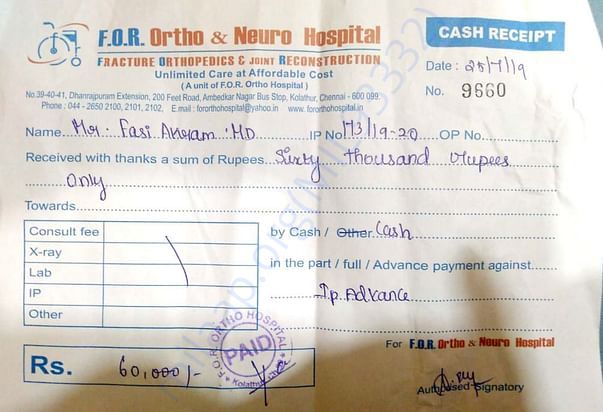 F.O.R. Ortho & Neuro Hospital
FRACTURE ORTHOPEDICS & JOINT RECONSTRUCTION
Unlimited Care at Affordable Cost
(A unit of F.O.R. Ortho Hospital)
No.39-40-41, Dhanrajpuram Extension, 200 Feet Road, Ambedkar Nagar Bus Stop, Kolathur, Chennai - 600 099.
Phone : 044 - 2650 2100, 2101, 2102, E.mail : fororthohospital@yahoo.in www. fororthohospital.in
CASH RECEIPT
Date : 25/7/19
No. 9660
Name Mr : Fasi Akram : MD IP No 173/19-20 OP No.
Received with thanks a sum of Rupees Sixty thousand rupees
only
Towards
Consult fee
X-ray
Lab
IP
Other
by Cash / Other Cash
in the part / full / Advance payment against
Ip. Advance
Rs. 60,000/-
F.O.R. ORTHO HOSPITAL
PAID
For F.O.R. Ortho & Neuro Hospital
Authorised Signatory